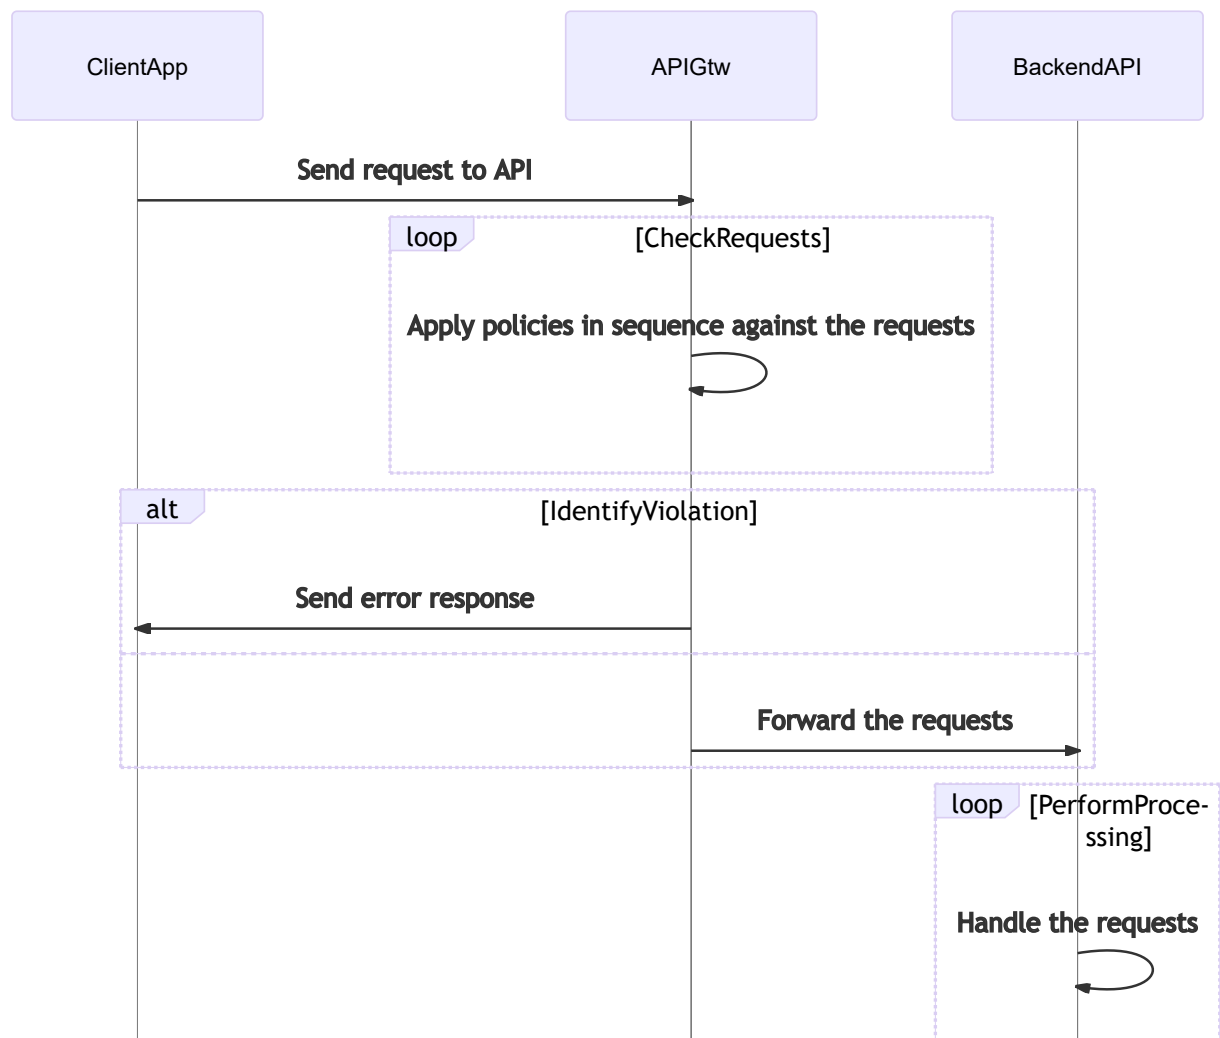 ClientApp
APIGtw
BackendAPI
Send request to API
loop
[CheckRequests]
Apply policies in sequence against the requests
alt
[IdentifyViolation]
Send error response
Forward the requests
loop
[PerformProce-
ssing]
Handle the requests